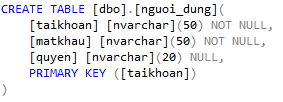 CREATE TABLE [dbo].[nguoi_dung](
[taikhoan] [nvarchar](50) NOT NULL,
[matkhau] [nvarchar](50) NOT NULL,
[quyen] [nvarchar](20) NULL,
PRIMARY KEY ([taikhoan])
)